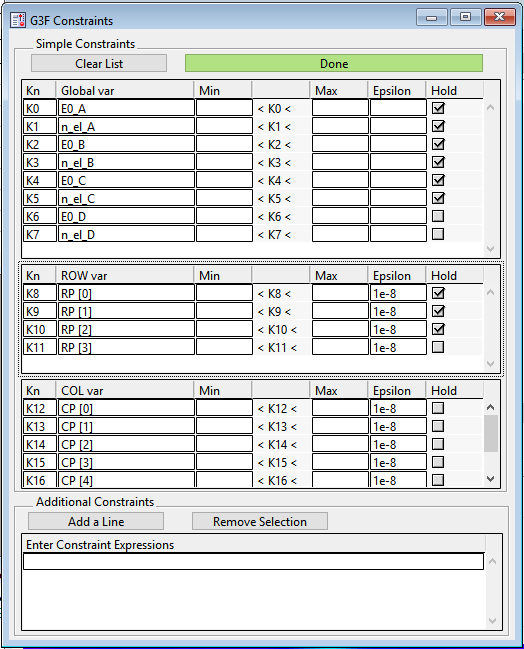 G3F Constraints
Simple Constraints
Clear List Done
Kn Global var Min Max Epsilon Hold
K0 E0_A < K0 <
K1 n_el_A < K1 <
K2 E0_B < K2 <
K3 n_el_B < K3 <
K4 E0_C < K4 <
K5 n_el_C < K5 <
K6 E0_D < K6 <
K7 n_el_D < K7 <
Kn ROW var Min Max Epsilon Hold
K8 RP [0] < K8 < 1e-8
K9 RP [1] < K9 < 1e-8
K10 RP [2] < K10 < 1e-8
K11 RP [3] < K11 < 1e-8
Kn COL var Min Max Epsilon Hold
K12 CP [0] < K12 < 1e-8
K13 CP [1] < K13 < 1e-8
K14 CP [2] < K14 < 1e-8
K15 CP [3] < K15 < 1e-8
K16 CP [4] < K16 < 1e-8
Additional Constraints
Add a Line Remove Selection
Enter Constraint Expressions